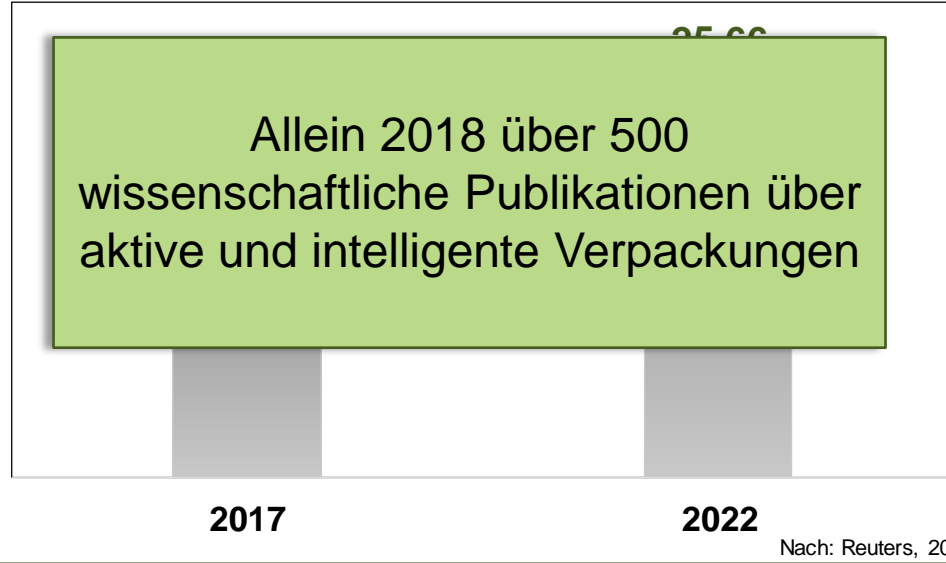 Allein 2018 über 500
wissenschaftliche Publikationen über
aktive und intelligente Verpackungen
2017 2022
Nach: Reuters,